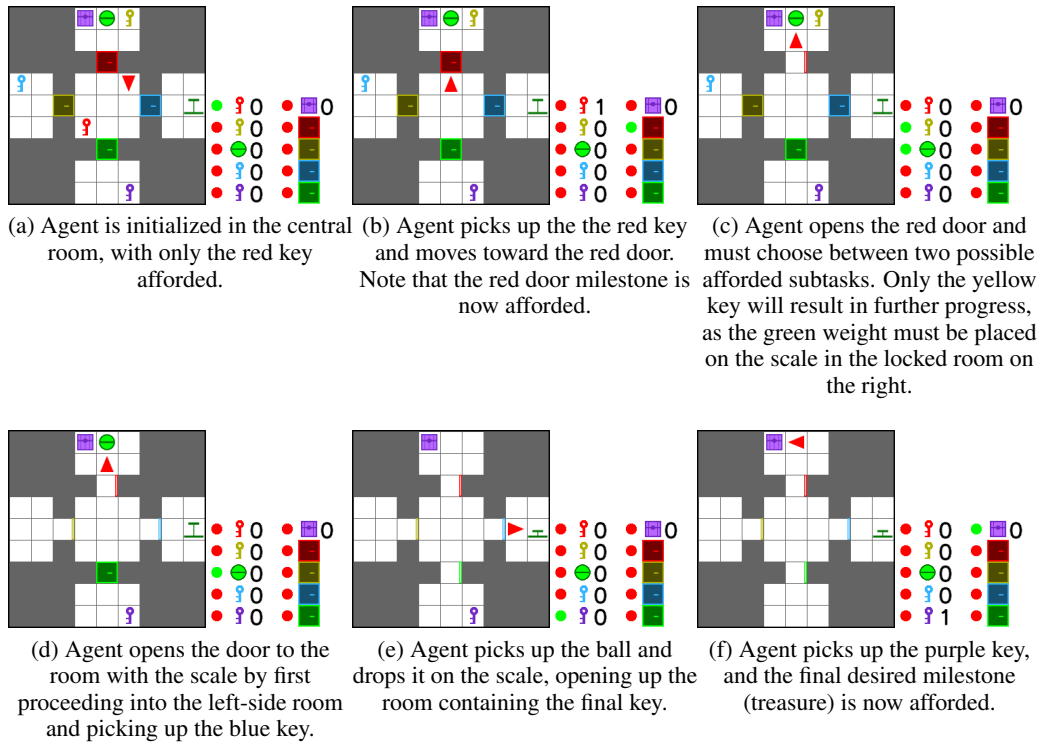 0 0
0
0
0
0
(a) Agent is initialized in the central
room, with only the red key
afforded.
1 0
0
0
0
0
(b) Agent picks up the the red key
and moves toward the red door.
Note that the red door milestone is
now afforded.
0 0
0
0
0
0
(c) Agent opens the red door and
must choose between two possible
afforded subtasks. Only the yellow
key will result in further progress,
as the green weight must be placed
on the scale in the locked room on
the right.
0 0
0
0
0
0
(d) Agent opens the door to the
room with the scale by first
proceeding into the left-side room
and picking up the blue key.
0 0
0
0
0
0
(e) Agent picks up the ball and
drops it on the scale, opening up the
room containing the final key.
0 0
0
0
0
1
(f) Agent picks up the purple key,
and the final desired milestone
(treasure) is now afforded.